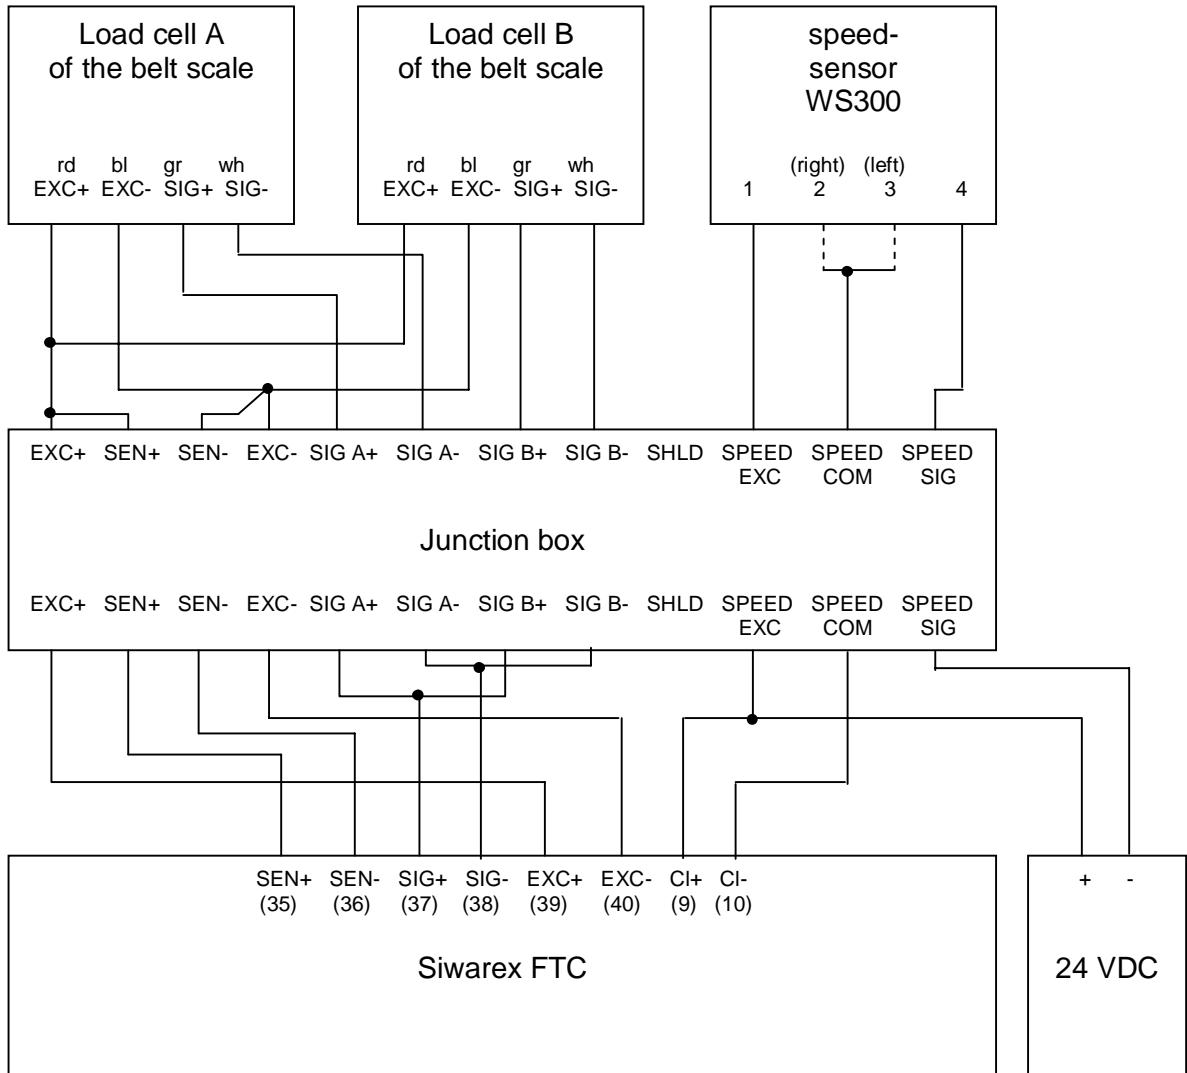 Load cell A
of the belt scale
rd bl gr wh
EXC+ EXC- SIG+ SIG-
Load cell B
of the belt scale
rd bl gr wh
EXC+ EXC- SIG+ SIG-
speed-
sensor
WS300
(right) (left)
1 2 3 4
EXC+ SEN+ SEN- EXC- SIG A+ SIG A- SIG B+ SIG B- SHLD SPEED SPEED SPEED
EXC COM SIG
Junction box
EXC+ SEN+ SEN- EXC- SIG A+ SIG A- SIG B+ SIG B- SHLD SPEED SPEED SPEED
EXC COM SIG
SEN+ SEN- SIG+ SIG- EXC+ EXC- CI+ CI-
(35) (36) (37) (38) (39) (40) (9) (10)
Siwarex FTC
+ -
24 VDC